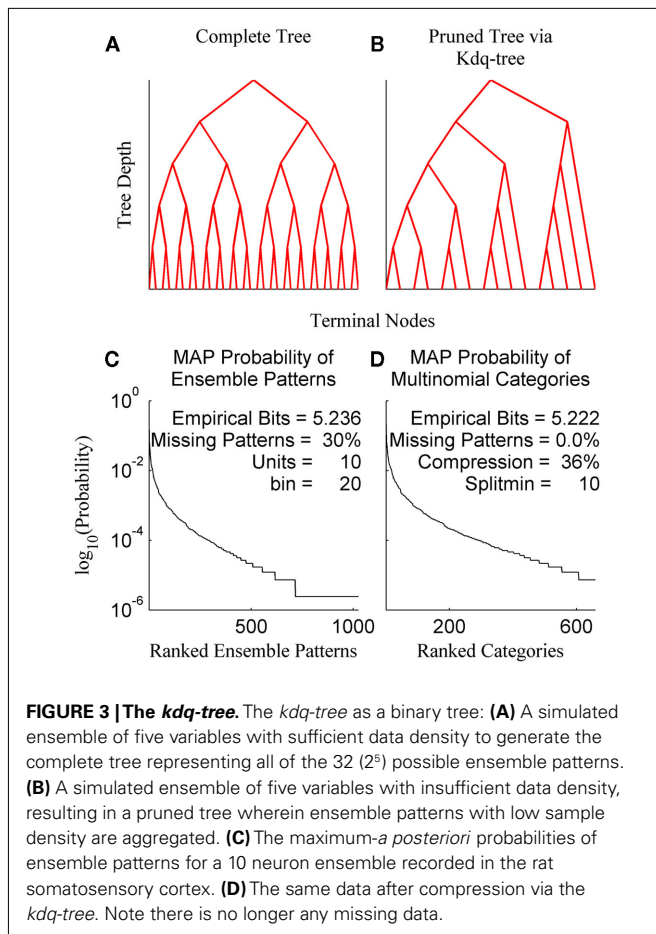 A Complete Tree
B Pruned Tree via
Kdq-tree
Tree Depth
Terminal Nodes
C MAP Probability of
Ensemble Patterns
Empirical Bits = 5.236
Missing Patterns = 30%
Units = 10
bin = 20
log10(Probability)
10^0
10^-2
10^-4
10^-6
500 1000
Ranked Ensemble Patterns
D MAP Probability of
Multinomial Categories
Empirical Bits = 5.222
Missing Patterns = 0.0%
Compression = 36%
Splitmin = 10
200 600
Ranked Categories
FIGURE 3 | The kdq-tree. The kdq-tree as a binary tree: (A) A simulated
ensemble of five variables with sufficient data density to generate the
complete tree representing all of the 32 (2^5) possible ensemble patterns.
(B) A simulated ensemble of five variables with insufficient data density,
resulting in a pruned tree wherein ensemble patterns with low sample
density are aggregated. (C) The maximum-a posteriori probabilities of
ensemble patterns for a 10 neuron ensemble recorded in the rat
somatosensory cortex. (D) The same data after compression via the
kdq-tree. Note there is no longer any missing data.